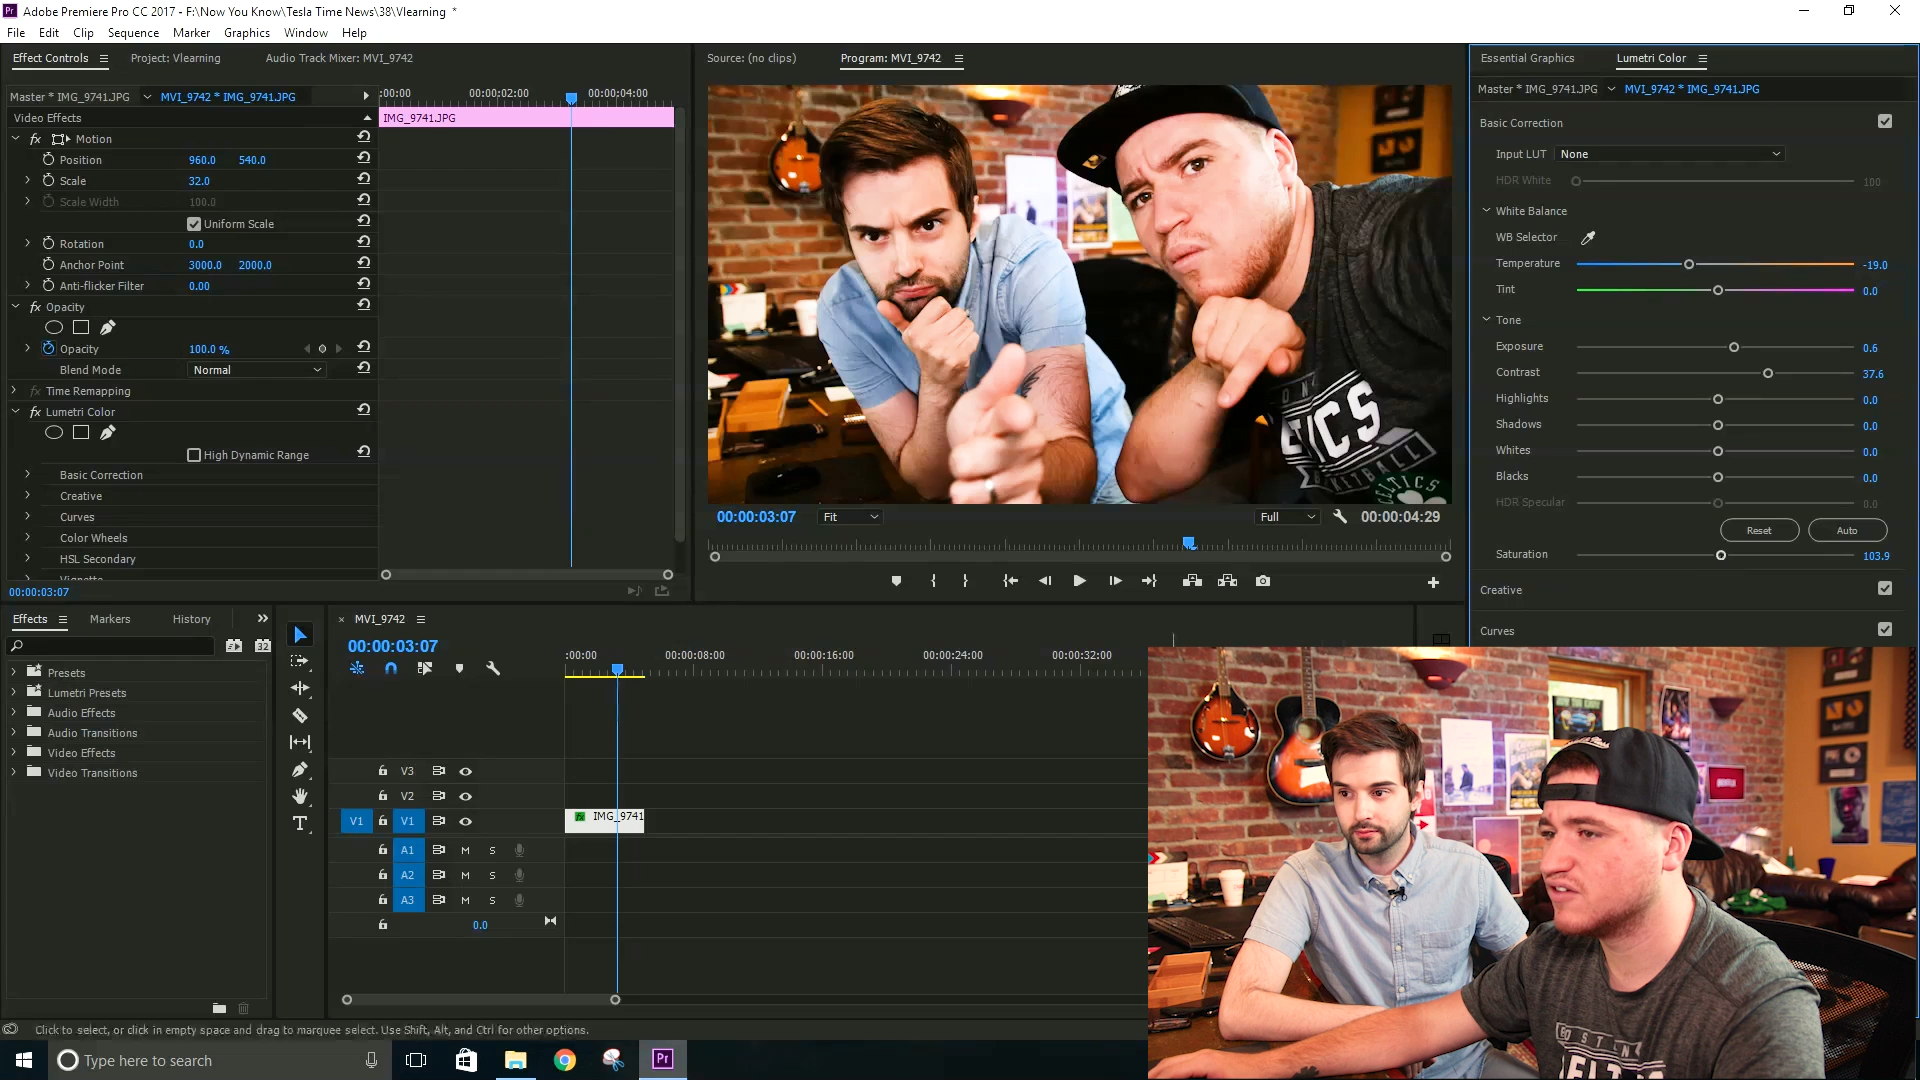 Adobe Premiere Pro CC 2017 - F:\Now You Know\Tesla Time News\38\Vlearning *
File Edit Clip Sequence Marker Graphics Window Help
Effect Controls Project: Vlearning Audio Track Mixer: MVI_9742
Source: (no clips) Program: MVI_9742
Essential Graphics Lumetri Color
Master * IMG_9741.JPG MVI_9742 * IMG_9741.JPG
:00:00 00:00:02:00 00:00:04:00
Video Effects
IMG_9741.JPG
fx Motion
Position 960.0 540.0
Scale 32.0
Scale Width 100.0
Uniform Scale
Rotation 0.0
Anchor Point 3000.0 2000.0
Anti-flicker Filter 0.00
fx Opacity
Opacity 100.0 %
Blend Mode Normal
fx Time Remapping
fx Lumetri Color
High Dynamic Range
Basic Correction
Creative
Curves
Color Wheels
HSL Secondary
Vignette
00:00:03:07
CELTICS
BASKETBALL
CELTICS
00:00:03:07 Fit Full 00:00:04:29
Master * IMG_9741.JPG MVI_9742 * IMG_9741.JPG
Basic Correction
Input LUT None
HDR White 100
White Balance
WB Selector
Temperature -19.0
Tint 0.0
Tone
Exposure 0.6
Contrast 37.6
Highlights 0.0
Shadows 0.0
Whites 0.0
Blacks 0.0
HDR Specular 0.0
Reset Auto
Saturation 103.9
Creative
Curves
Effects Markers History
32
Presets
Lumetri Presets
Audio Effects
Audio Transitions
Video Effects
Video Transitions
× MVI_9742
00:00:03:07
:00:00 00:00:08:00 00:00:16:00 00:00:24:00 00:00:32:00
V3
V2
V1 V1 fx IMG_9741
A1 M S
A2 M S
A3 M S
0.0
BOSTON
Click to select, or click in empty space and drag to marquee select. Use Shift, Alt, and Ctrl for other options.
Type here to search
Pr